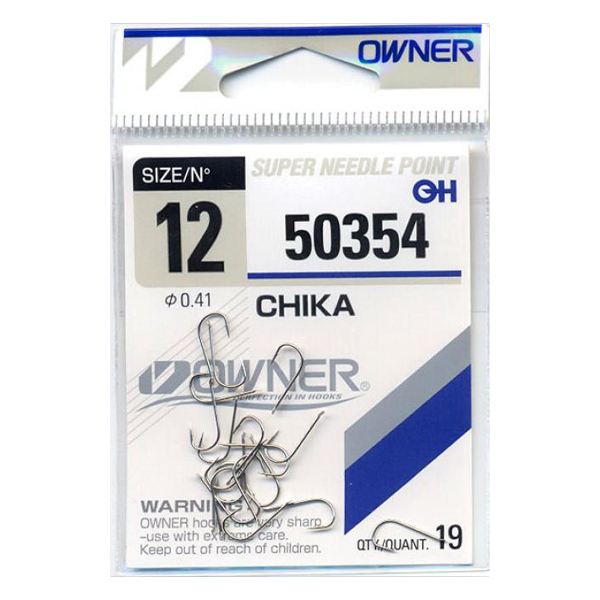 OWNER
SIZE/Nº
SUPER NEEDLE POINT
OH
12
50354
Φ 0.41
CHIKA
OWNER®
PERFECTION IN HOOKS
WARNING:
OWNER hooks are very sharp
-use with extreme care.
Keep out of reach of children.
QTY/QUANT. 19